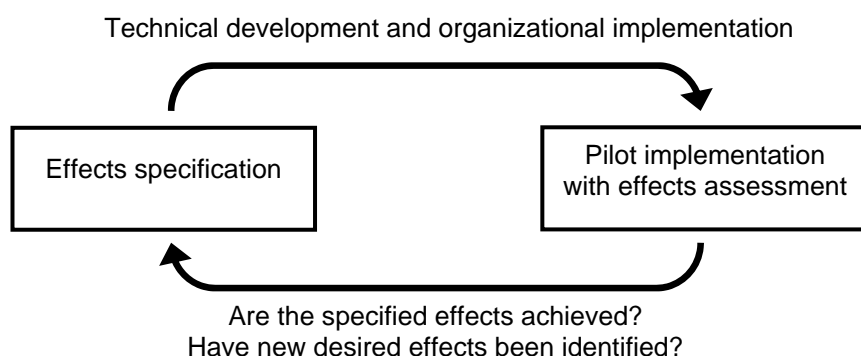 Technical development and organizational implementation
Effects specification
Pilot implementation
with effects assessment
Are the specified effects achieved?
Have new desired effects been identified?